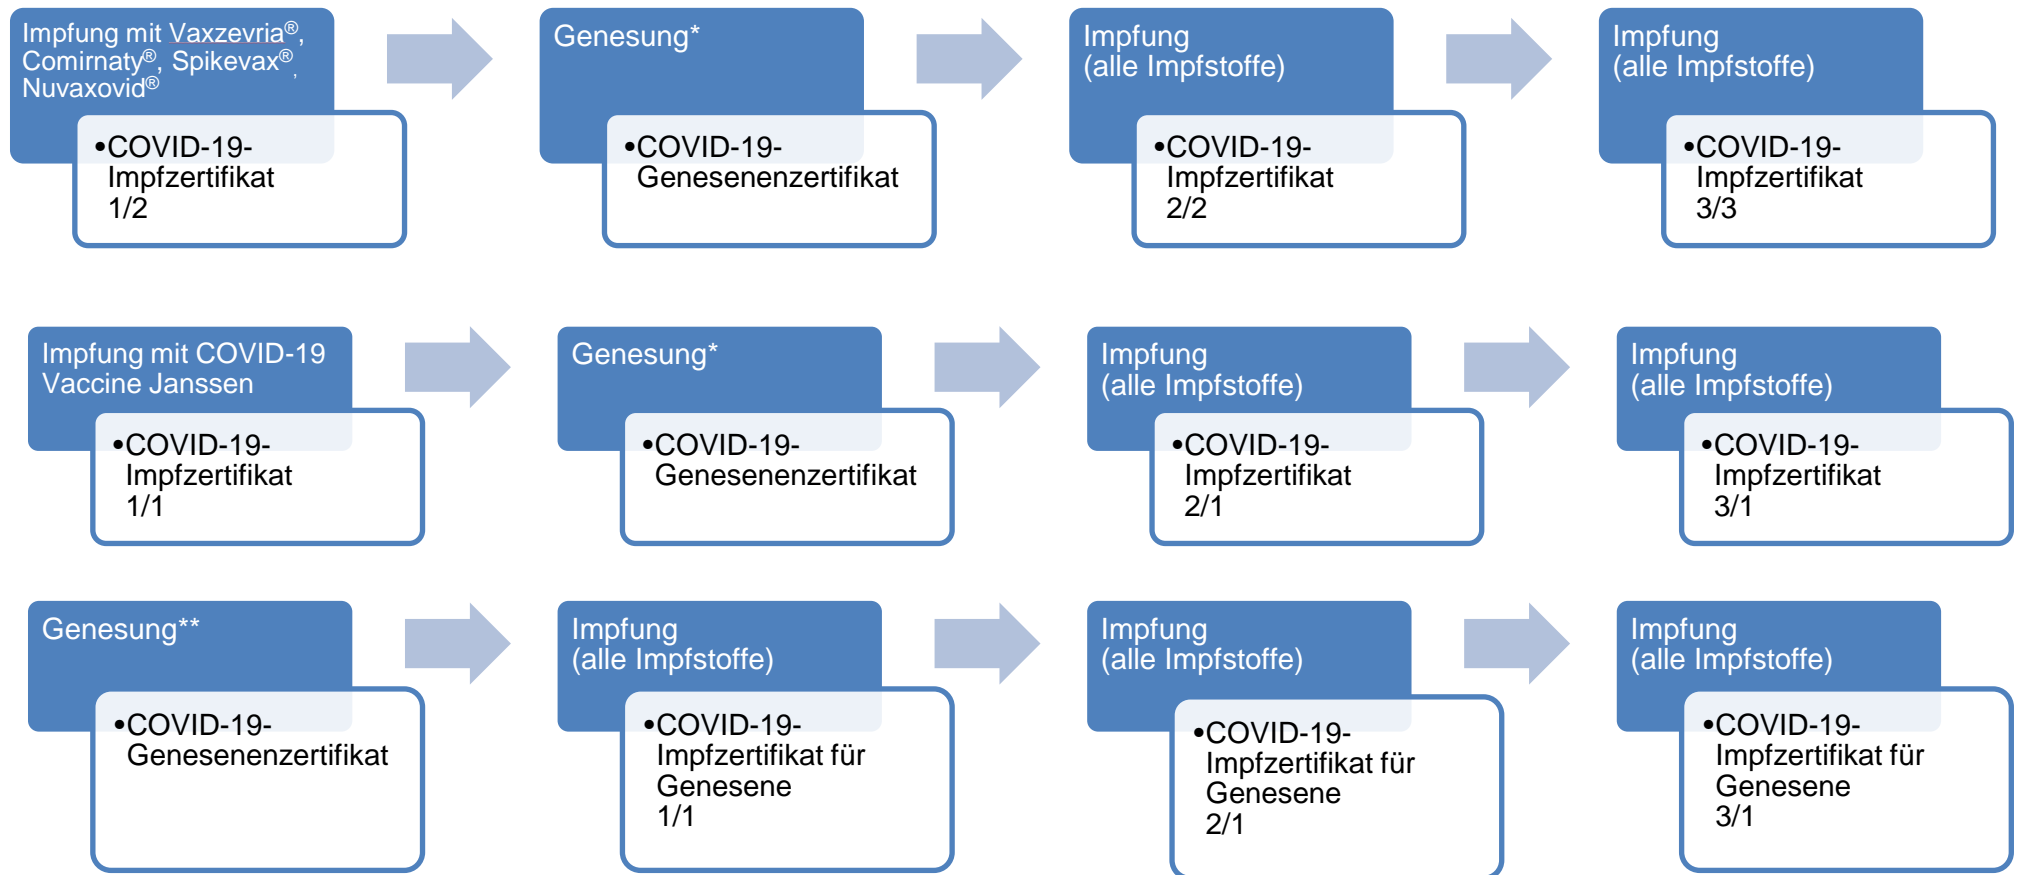 Impfung mit Vaxzevria®,
Comirnaty®, Spikevax®,
Nuvaxovid®
•COVID-19-
Impfzertifikat
1/2
Genesung*
•COVID-19-
Genesenenzertifikat
Impfung
(alle Impfstoffe)
•COVID-19-
Impfzertifikat
2/2
Impfung
(alle Impfstoffe)
•COVID-19-
Impfzertifikat
3/3
Impfung mit COVID-19
Vaccine Janssen
•COVID-19-
Impfzertifikat
1/1
Genesung*
•COVID-19-
Genesenenzertifikat
Impfung
(alle Impfstoffe)
•COVID-19-
Impfzertifikat
2/1
Impfung
(alle Impfstoffe)
•COVID-19-
Impfzertifikat
3/1
Genesung**
•COVID-19-
Genesenenzertifikat
Impfung
(alle Impfstoffe)
•COVID-19-
Impfzertifikat für
Genesene
1/1
Impfung
(alle Impfstoffe)
•COVID-19-
Impfzertifikat für
Genesene
2/1
Impfung
(alle Impfstoffe)
•COVID-19-
Impfzertifikat für
Genesene
3/1